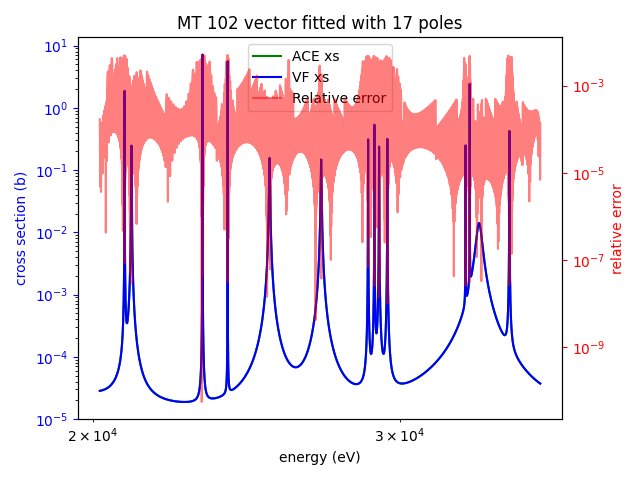 MT 102 vector fitted with 17 poles
ACE xs
VF xs
Relative error
cross section (b)
10¹
10⁰
10⁻¹
10⁻²
10⁻³
10⁻⁴
10⁻⁵
relative error
10⁻³
10⁻⁵
10⁻⁷
10⁻⁹
2 × 10⁴
3 × 10⁴
energy (eV)